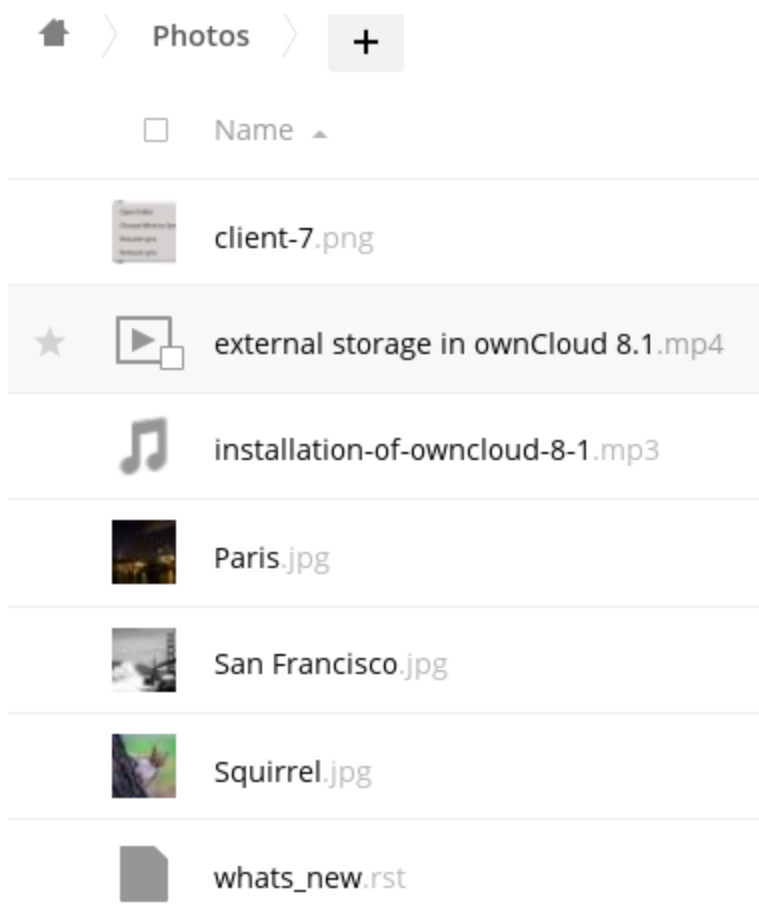 Photos
Name
client-7.png
external storage in ownCloud 8.1.mp4
installation-of-owncloud-8-1.mp3
Paris.jpg
San Francisco.jpg
Squirrel.jpg
whats_new.rst